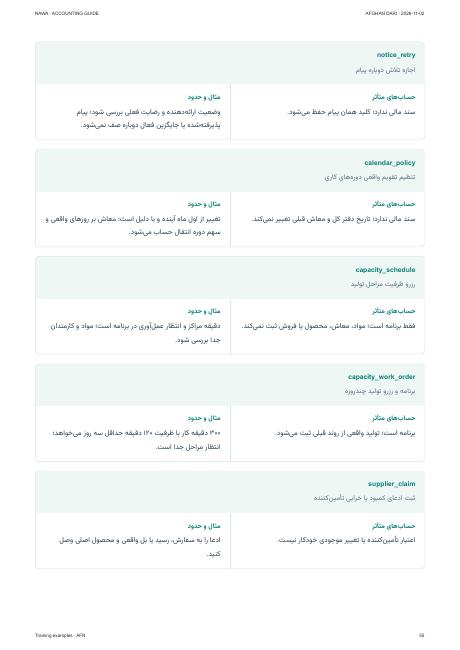 NAWA · ACCOUNTING GUIDE
AFGHAN DARI · 2026-11-02
notice_retry
اجازه تلاش دوباره پیام
حساب‌های متأثر
سند مالی ندارد؛ کلید همان پیام حفظ می‌شود.
مثال و حدود
وضعیت ارائه‌دهنده و رضایت فعلی بررسی شود؛ پیام
پذیرفته‌شده یا جایگزین فعال دوباره صف نمی‌شود.
calendar_policy
تنظیم تقویم واقعی دوره‌های کاری
حساب‌های متأثر
سند مالی ندارد؛ تاریخ دفتر کل و معاش قبلی تغییر نمی‌کند.
مثال و حدود
تغییر از اول ماه آینده و با دلیل است؛ معاش بر روزهای واقعی و
سهم دوره انتقال حساب می‌شود.
capacity_schedule
رزرو ظرفیت مراحل تولید
حساب‌های متأثر
فقط برنامه است؛ مواد، معاش، محصول یا فروش ثبت نمی‌کند.
مثال و حدود
دقیقه مراکز و انتظار عمل‌آوری در برنامه است؛ مواد و کارمندان
جدا بررسی شود.
capacity_work_order
برنامه و رزرو تولید چندروزه
حساب‌های متأثر
برنامه است؛ تولید واقعی از روند قبلی ثبت می‌شود.
مثال و حدود
۳۰۰ دقیقه کار با ظرفیت ۱۲۰ دقیقه حداقل سه روز می‌خواهد؛
انتظار مراحل جدا است.
supplier_claim
ثبت ادعای کمبود یا خرابی تأمین‌کننده
حساب‌های متأثر
اعتبار تأمین‌کننده یا تغییر موجودی خودکار نیست.
مثال و حدود
ادعا را به سفارش، رسید یا بل واقعی و محصول اصلی وصل
کنید.
Training examples · AFN
55